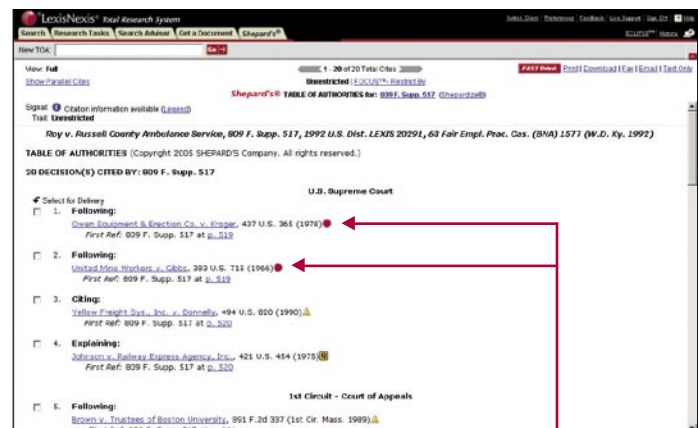 LexisNexis® Total Research System
Switch Client | Preferences | Feedback | Live Support | Sign Off | Help
Search Research Tasks Search Advisor Get a Document Shepard's®
ECLIPSE™ History
New TOA: Go
View: Full
1 - 20 of 20 Total Cites
FAST Print Print | Download | Fax | Email | Text Only
Show Parallel Cites
Unrestricted | FOCUS™- Restrict By
Shepard's® TABLE OF AUTHORITIES for: 809 F. Supp. 517 (Shepardize®)
Signal: Citation information available (Legend)
Trail: Unrestricted
Roy v. Russell County Ambulance Service, 809 F. Supp. 517, 1992 U.S. Dist. LEXIS 20291, 63 Fair Empl. Prac. Cas. (BNA) 1577 (W.D. Ky. 1992)
TABLE OF AUTHORITIES (Copyright 2005 SHEPARD'S Company. All rights reserved.)
20 DECISION(S) CITED BY: 809 F. Supp. 517
U.S. Supreme Court
Select for Delivery
1. Following:
Owen Equipment & Erection Co. v. Kroger, 437 U.S. 365 (1978)
First Ref: 809 F. Supp. 517 at p. 519
2. Following:
United Mine Workers v. Gibbs, 383 U.S. 715 (1966)
First Ref: 809 F. Supp. 517 at p. 519
3. Citing:
Yellow Freight Sys., Inc. v. Donnelly, 494 U.S. 820 (1990)
First Ref: 809 F. Supp. 517 at p. 520
4. Explaining:
Johnson v. Railway Express Agency, Inc., 421 U.S. 454 (1975) Q
First Ref: 809 F. Supp. 517 at p. 520
1st Circuit - Court of Appeals
5. Following:
Brown v. Trustees of Boston University, 891 F.2d 337 (1st Cir. Mass. 1989)